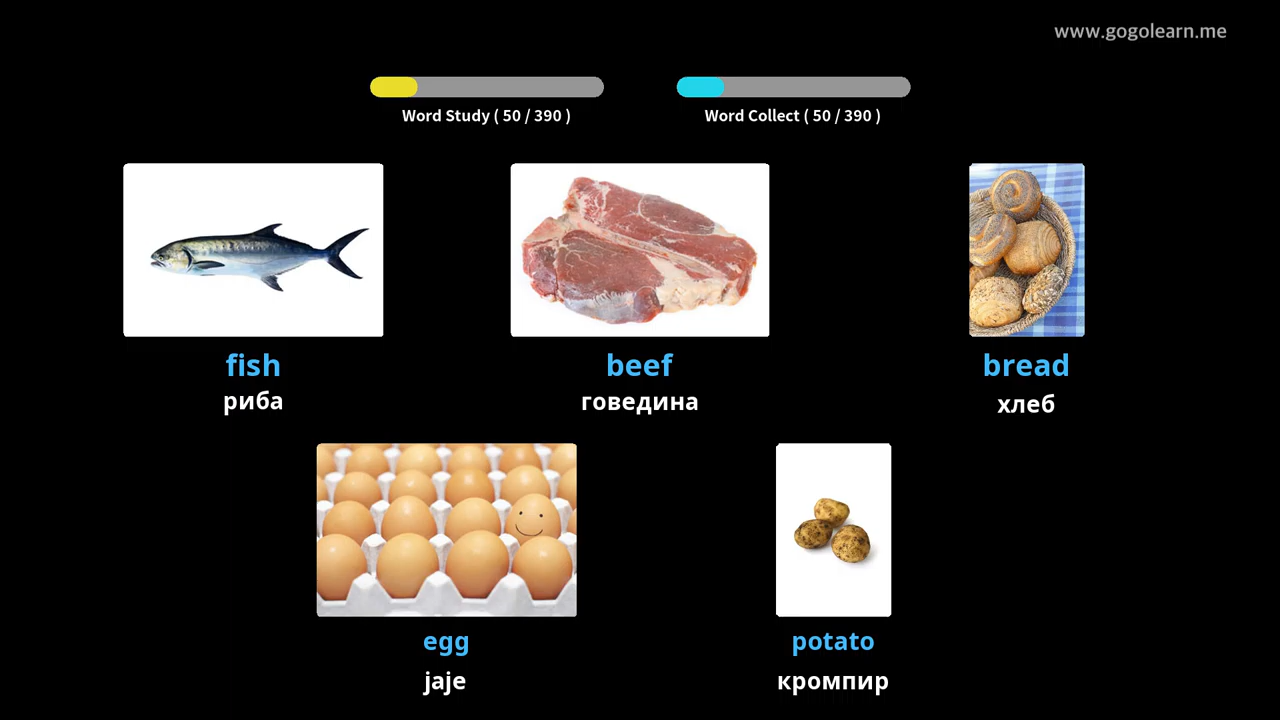 www.gogolearn.me
Word Study ( 50 / 390 )
Word Collect ( 50 / 390 )
fish
риба
beef
говедина
bread
хлеб
egg
јаје
potato
кромпир